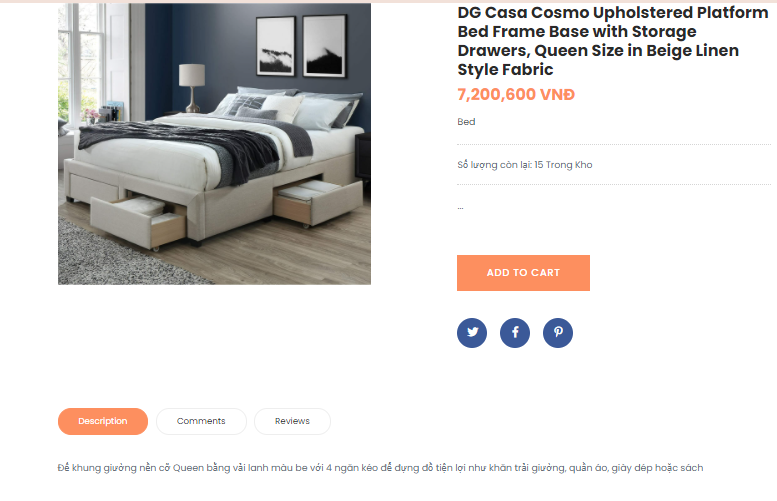 DG Casa Cosmo Upholstered Platform
Bed Frame Base with Storage
Drawers, Queen Size in Beige Linen
Style Fabric
7,200,600 VNĐ
Bed
Số lượng còn lại: 15 Trong Kho
...
ADD TO CART
Description
Comments
Reviews
Đế khung giường nền cỡ Queen bằng vải lanh màu be với 4 ngăn kéo để đựng đồ tiện lợi như khăn trải giường, quần áo, giày dép hoặc sách